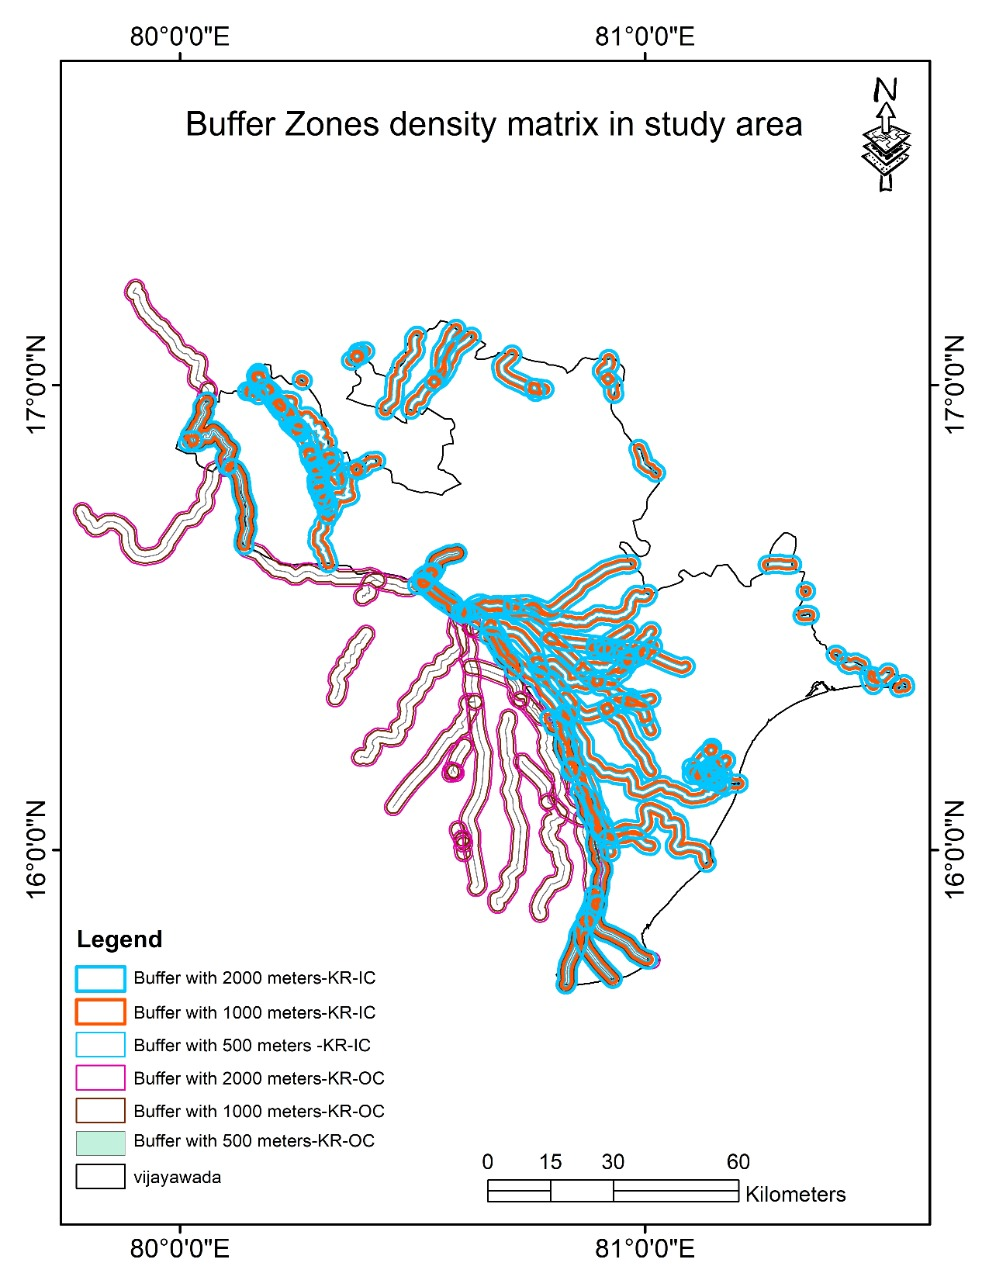 80°0'0"E
81°0'0"E
Buffer Zones density matrix in study area
N
17°0'0"N
17°0'0"N
16°0'0"N
16°0'0"N
Legend
Buffer with 2000 meters-KR-IC
Buffer with 1000 meters-KR-IC
Buffer with 500 meters -KR-IC
Buffer with 2000 meters-KR-OC
Buffer with 1000 meters-KR-OC
Buffer with 500 meters-KR-OC
vijayawada
0 15 30 60
Kilometers
80°0'0"E
81°0'0"E